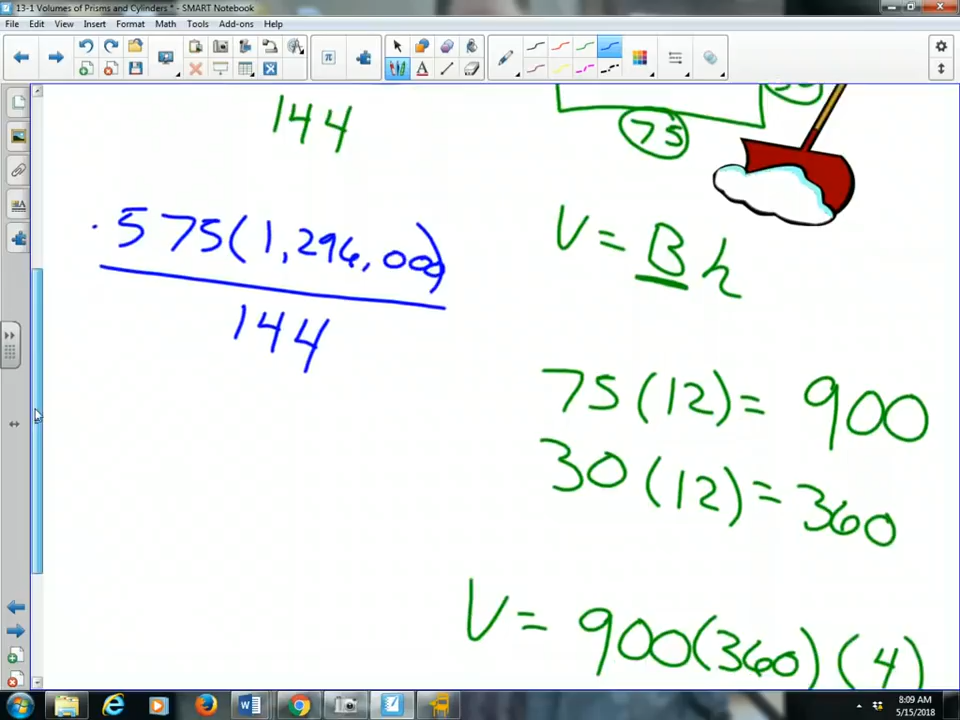 13-1 Volumes of Prisms and Cylinders * - SMART Notebook
File Edit View Insert Format Math Tools Add-ons Help
144
75
.575(1,296,000)
144
V = Bh
75(12) = 900
30(12) = 360
V = 900(360)(4)
8:09 AM
5/15/2018